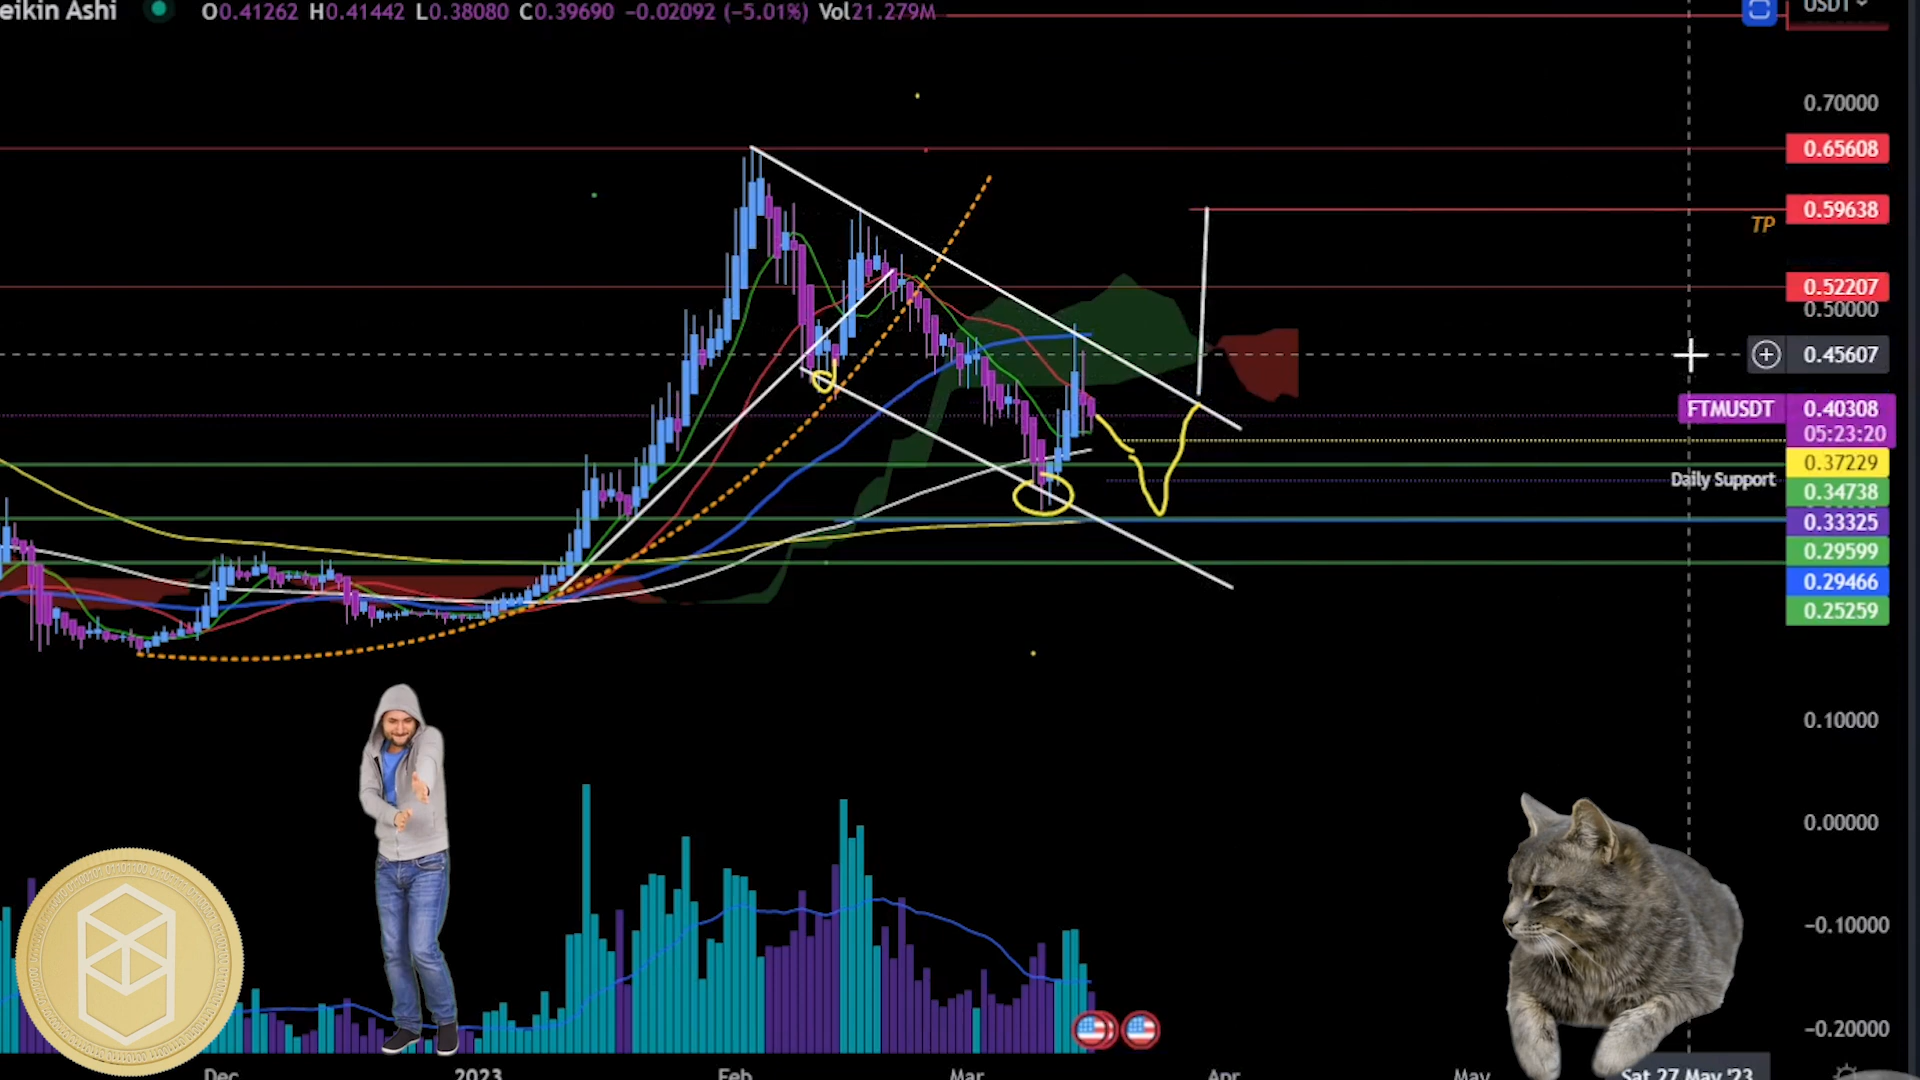 eikin Ashi O0.41262 H0.41442 L0.38080 C0.39690 −0.02092 (−5.01%) Vol21.279M
USDT
0.70000
0.65608
0.59638
TP
0.52207
0.50000
0.45607
FTMUSDT 0.40308
05:23:20
0.37229
Daily Support
0.34738
0.33325
0.29599
0.29466
0.25259
0.10000
0.00000
−0.10000
−0.20000
Dec 2023 Feb Mar Apr May Sat 27 May '23